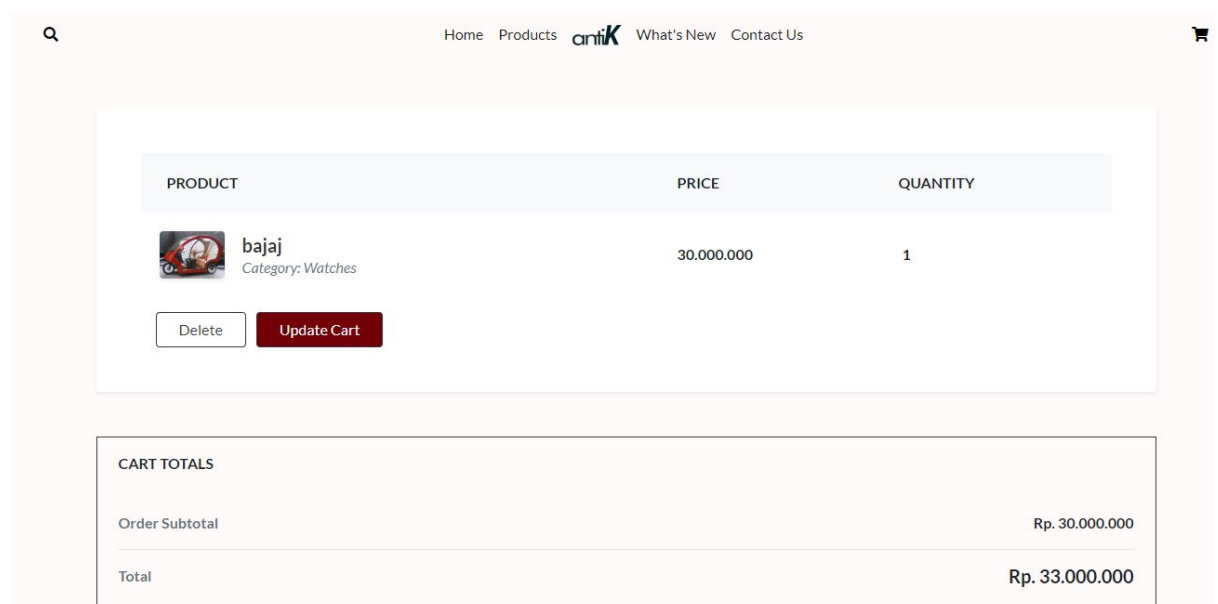 Home Products antiK What's New Contact Us
PRODUCT PRICE QUANTITY
bajaj 30.000.000 1
Category: Watches
Delete Update Cart
CART TOTALS
Order Subtotal Rp. 30.000.000
Total Rp. 33.000.000